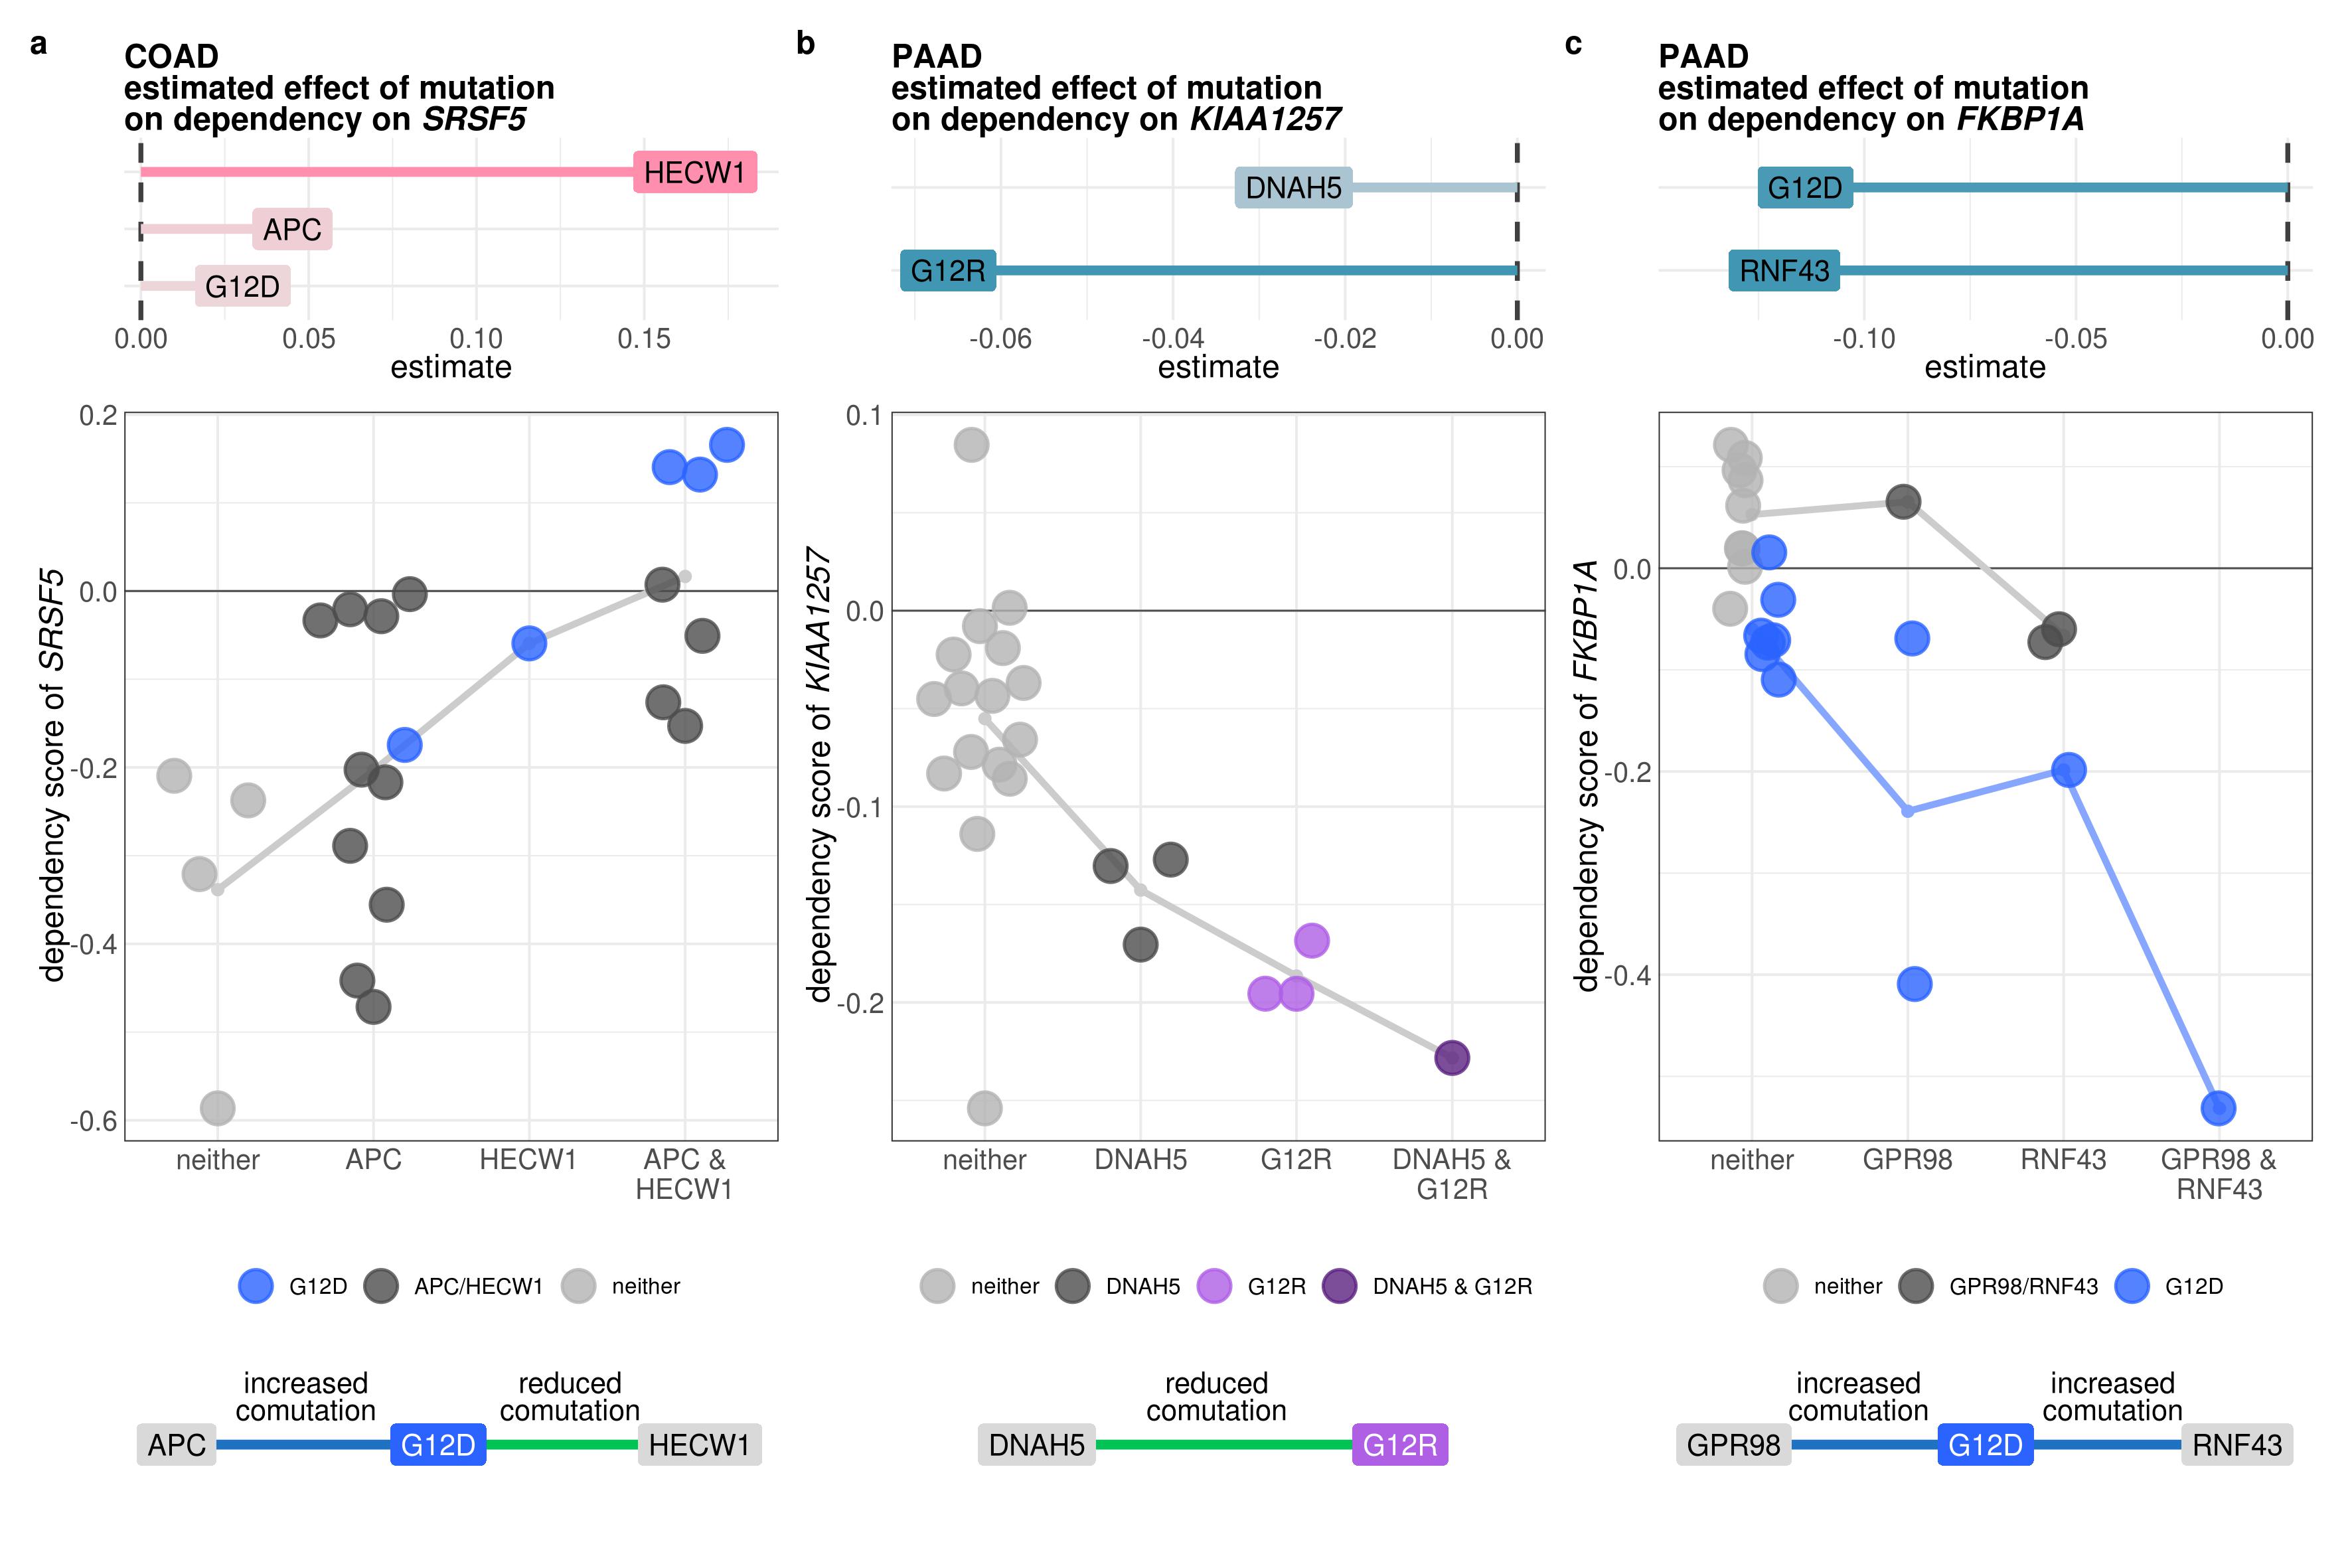 a
COAD
estimated effect of mutation
on dependency on SRSF5
HECW1
APC
G12D
0.00 0.05 0.10 0.15
estimate
dependency score of SRSF5
0.2
0.0
-0.2
-0.4
-0.6
neither APC HECW1 APC &
HECW1
G12D APC/HECW1 neither
increased reduced
comutation comutation
APC G12D HECW1
b
PAAD
estimated effect of mutation
on dependency on KIAA1257
DNAH5
G12R
-0.06 -0.04 -0.02 0.00
estimate
dependency score of KIAA1257
0.1
0.0
-0.1
-0.2
neither DNAH5 G12R DNAH5 &
G12R
neither DNAH5 G12R DNAH5 & G12R
reduced
comutation
DNAH5 G12R
c
PAAD
estimated effect of mutation
on dependency on FKBP1A
G12D
RNF43
-0.10 -0.05 0.00
estimate
dependency score of FKBP1A
0.0
-0.2
-0.4
neither GPR98 RNF43 GPR98 &
RNF43
neither GPR98/RNF43 G12D
increased increased
comutation comutation
GPR98 G12D RNF43